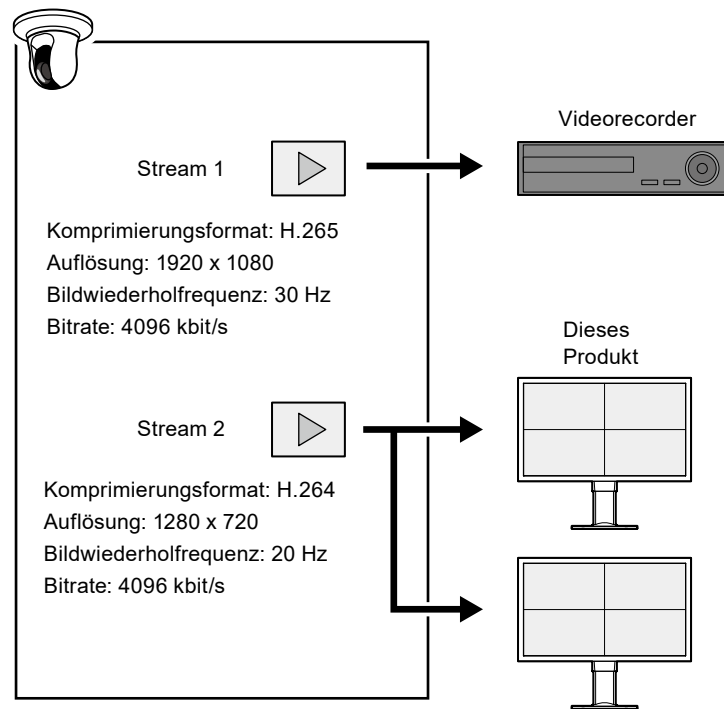 Videorecorder
Stream 1
Komprimierungsformat: H.265
Auflösung: 1920 x 1080
Bildwiederholfrequenz: 30 Hz
Bitrate: 4096 kbit/s
Dieses
Produkt
Stream 2
Komprimierungsformat: H.264
Auflösung: 1280 x 720
Bildwiederholfrequenz: 20 Hz
Bitrate: 4096 kbit/s